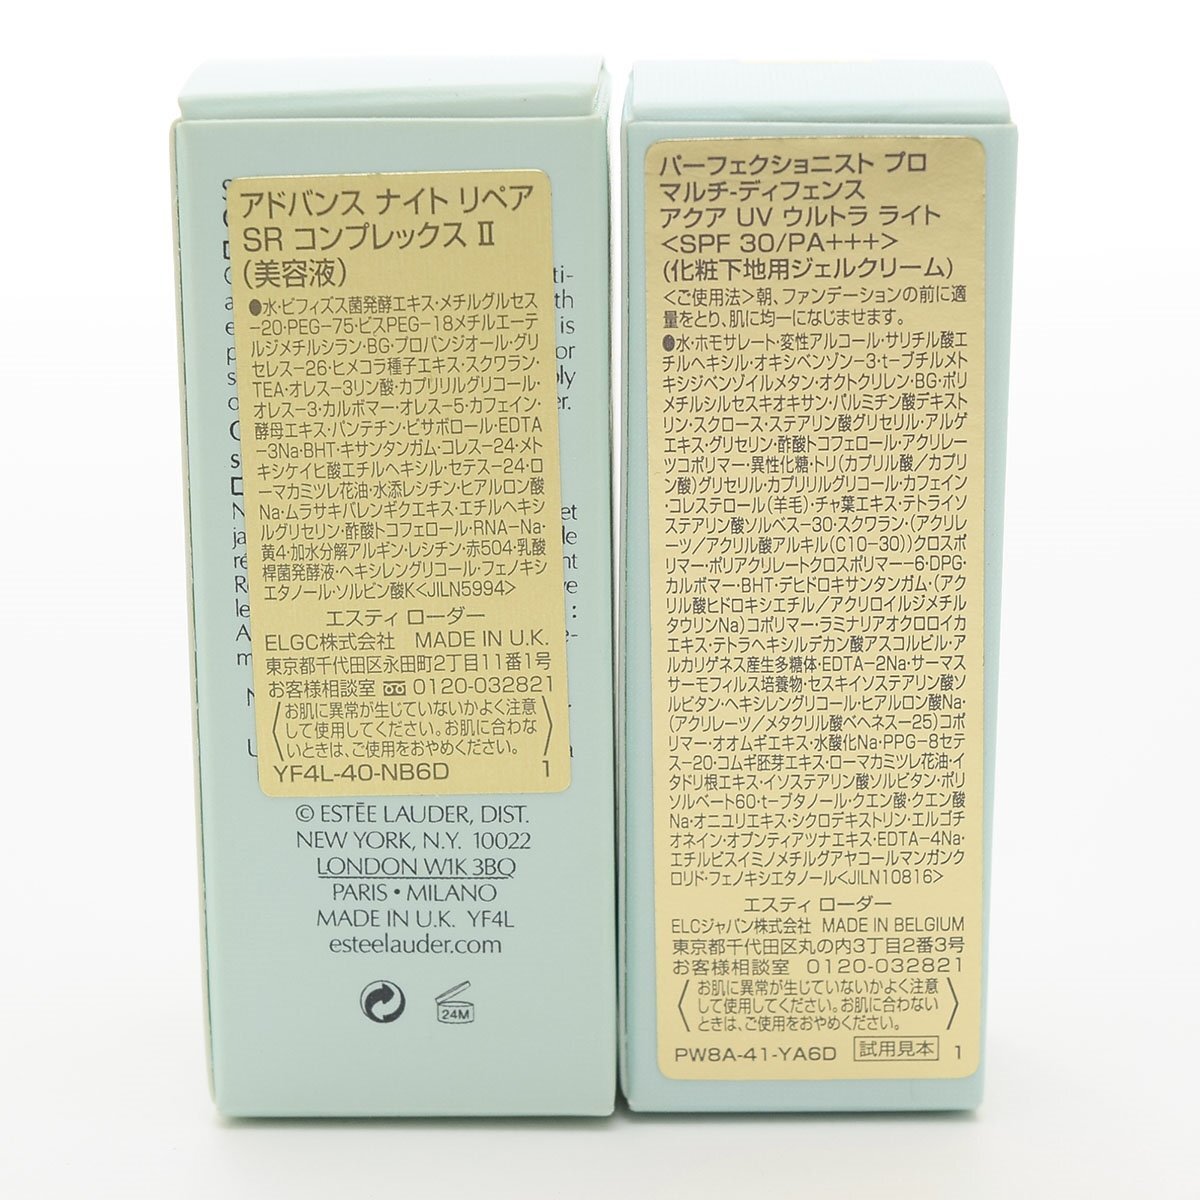 アドバンス ナイト リペア
SR コンプレックス Ⅱ
(美容液)
●水・ビフィズス菌発酵エキス・メチルグルセス
-20・PEG-75・ビスPEG-18メチルエーテ
ルジメチルシラン・BG・プロパンジオール・グリ
セレス-26・ヒメコラ種子エキス・スクワラン・
TEA・オレス-3リン酸・カプリリルグリコール・
オレス-3・カルボマー・オレス-5・カフェイン・
酵母エキス・パンテチン・ビサボロール・EDTA
-3Na・BHT・キサンタンガム・コレス-24・メト
キシケイヒ酸エチルヘキシル・セテス-24・ロ
ーマカミツレ花油・水添レシチン・ヒアルロン酸
Na・ムラサキバレンギクエキス・エチルヘキシ
ルグリセリン・酢酸トコフェロール・RNA-Na・
黄4・加水分解アルギン・レシチン・赤504・乳酸
桿菌発酵液・ヘキシレングリコール・フェノキシ
エタノール・ソルビン酸K<JILN5994>
エスティ ローダー
ELGC株式会社 MADE IN U.K.
東京都千代田区永田町2丁目11番1号
お客様相談室 0120-032821
お肌に異常が生じていないかよく注意
して使用してください。お肌に合わな
いときは、ご使用をおやめください。
YF4L-40-NB6D 1
© ESTĒE LAUDER, DIST.
NEW YORK, N.Y. 10022
LONDON W1K 3BQ
PARIS • MILANO
MADE IN U.K. YF4L
esteelauder.com
24M
パーフェクショニスト プロ
マルチ-ディフェンス
アクア UV ウルトラ ライト
<SPF 30/PA+++>
(化粧下地用ジェルクリーム)
<ご使用法>朝、ファンデーションの前に適
量をとり、肌に均一になじませます。
●水・ホモサレート・変性アルコール・サリチル酸エ
チルヘキシル・オキシベンゾン-3・t-ブチルメト
キシジベンゾイルメタン・オクトクリレン・BG・ポリ
メチルシルセスキオキサン・パルミチン酸デキスト
リン・スクロース・ステアリン酸グリセリル・アルゲ
エキス・グリセリン・酢酸トコフェロール・アクリレー
ツコポリマー・異性化糖・トリ(カプリル酸/カプリ
ン酸)グリセリル・カプリリルグリコール・カフェイン
・コレステロール(羊毛)・チャ葉エキス・テトライソ
ステアリン酸ソルベス-30・スクワラン・(アクリレ
ーツ/アクリル酸アルキル(C10-30))クロスポ
リマー・ポリアクリレートクロスポリマー-6・DPG・
カルボマー・BHT・デヒドロキサンタンガム・(アク
リル酸ヒドロキシエチル/アクリロイルジメチル
タウリンNa)コポリマー・ラミナリアオクロロイカ
エキス・テトラヘキシルデカン酸アスコルビル・ア
ルカリゲネス産生多糖体・EDTA-2Na・サーマス
サーモフィルス培養物・セスキイソステアリン酸ソ
ルビタン・ヘキシレングリコール・ヒアルロン酸Na・
(アクリレーツ/メタクリル酸ベヘネス-25)コポ
リマー・オオムギエキス・水酸化Na・PPG-8セテ
ス-20・コムギ胚芽エキス・ローマカミツレ花油・イ
タドリ根エキス・イソステアリン酸ソルビタン・ポリ
ソルベート60・t-ブタノール・クエン酸・クエン酸
Na・オニユリエキス・シクロデキストリン・エルゴチ
オネイン・オプンティアツナエキス・EDTA-4Na・
エチルビスイミノメチルグアヤコールマンガンク
ロリド・フェノキシエタノール<JILN10816>
エスティ ローダー
ELCジャパン株式会社 MADE IN BELGIUM
東京都千代田区丸の内3丁目2番3号
お客様相談室 0120-032821
お肌に異常が生じていないかよく注意
して使用してください。お肌に合わない
ときは、ご使用をおやめください。
PW8A-41-YA6D 試用見本 1